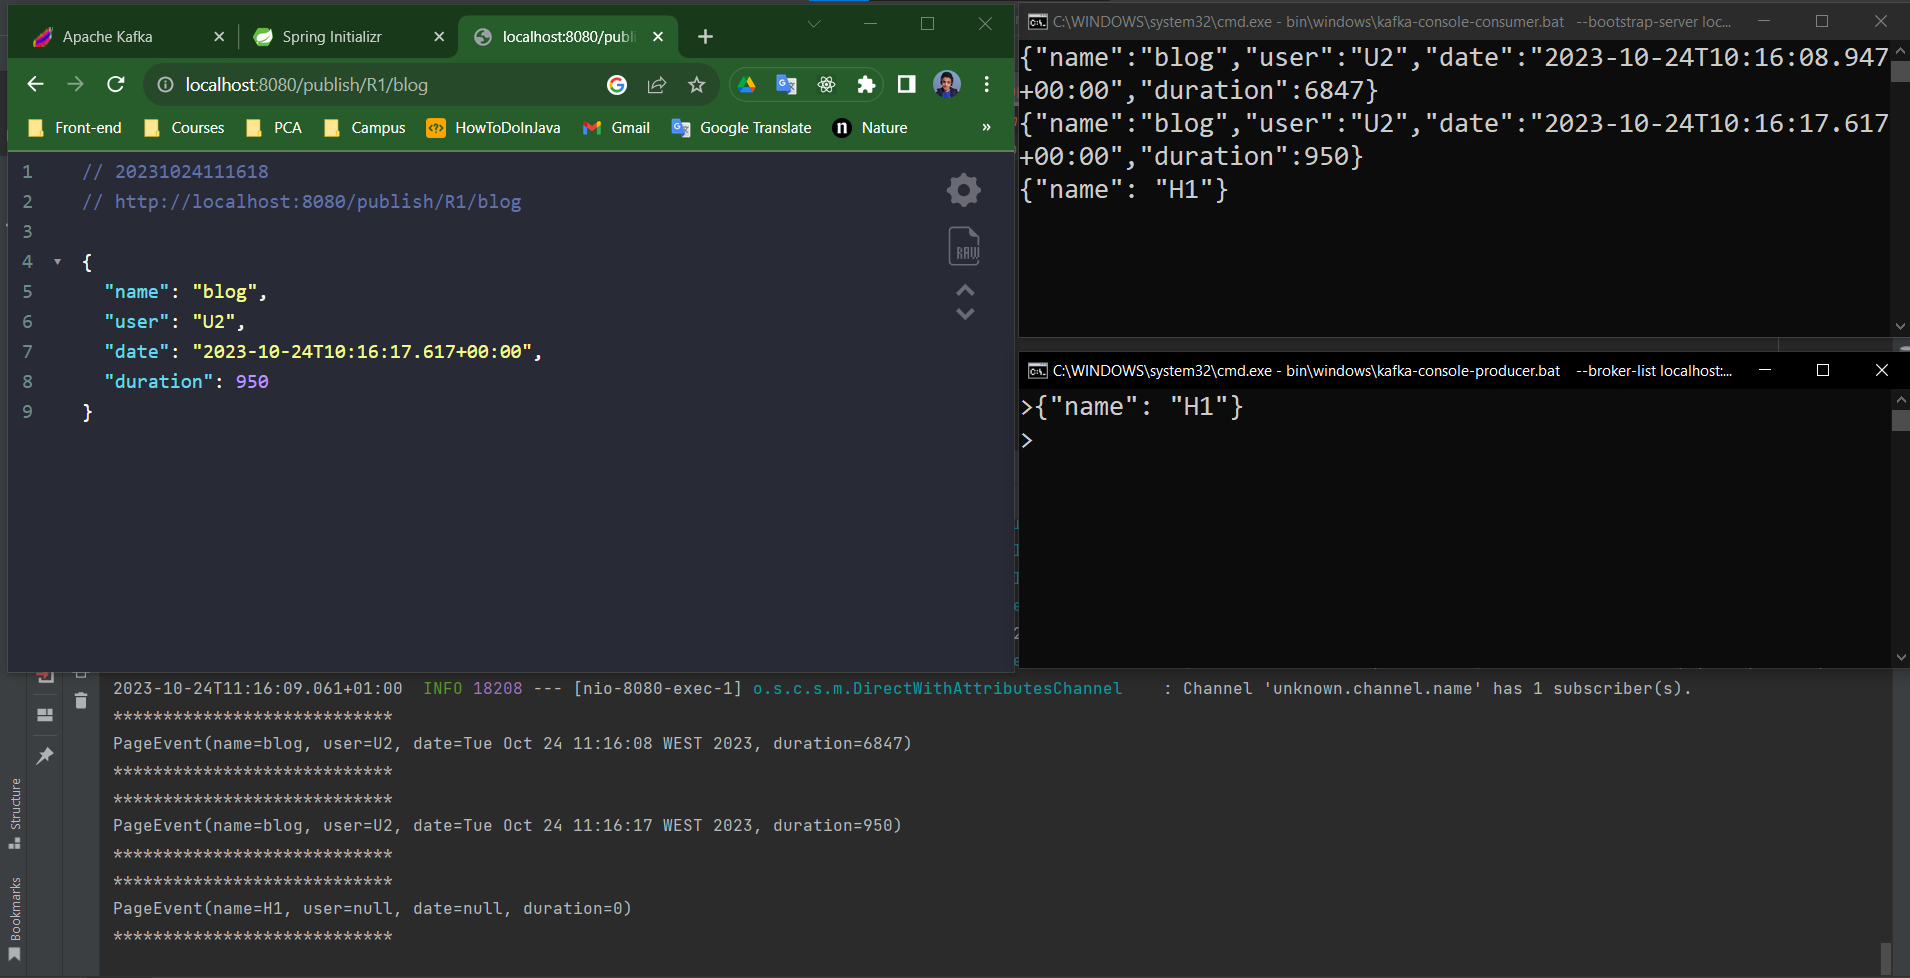 Apache Kafka
Spring Initializr
localhost:8080/publi
localhost:8080/publish/R1/blog
Front-end
Courses
PCA
Campus
HowToDoInJava
Gmail
Google Translate
Nature
»
1 // 20231024111618
2 // http://localhost:8080/publish/R1/blog
3
4 {
5 "name": "blog",
6 "user": "U2",
7 "date": "2023-10-24T10:16:17.617+00:00",
8 "duration": 950
9 }
RAW
C:\WINDOWS\system32\cmd.exe - bin\windows\kafka-console-consumer.bat --bootstrap-server loc...
{"name":"blog","user":"U2","date":"2023-10-24T10:16:08.947
+00:00","duration":6847}
{"name":"blog","user":"U2","date":"2023-10-24T10:16:17.617
+00:00","duration":950}
{"name": "H1"}
C:\WINDOWS\system32\cmd.exe - bin\windows\kafka-console-producer.bat --broker-list localhost:...
>{"name": "H1"}
>
2023-10-24T11:16:09.061+01:00 INFO 18208 --- [nio-8080-exec-1] o.s.c.s.m.DirectWithAttributesChannel : Channel 'unknown.channel.name' has 1 subscriber(s).
****************************
PageEvent(name=blog, user=U2, date=Tue Oct 24 11:16:08 WEST 2023, duration=6847)
****************************
****************************
PageEvent(name=blog, user=U2, date=Tue Oct 24 11:16:17 WEST 2023, duration=950)
****************************
****************************
PageEvent(name=H1, user=null, date=null, duration=0)
****************************
Structure
Bookmarks